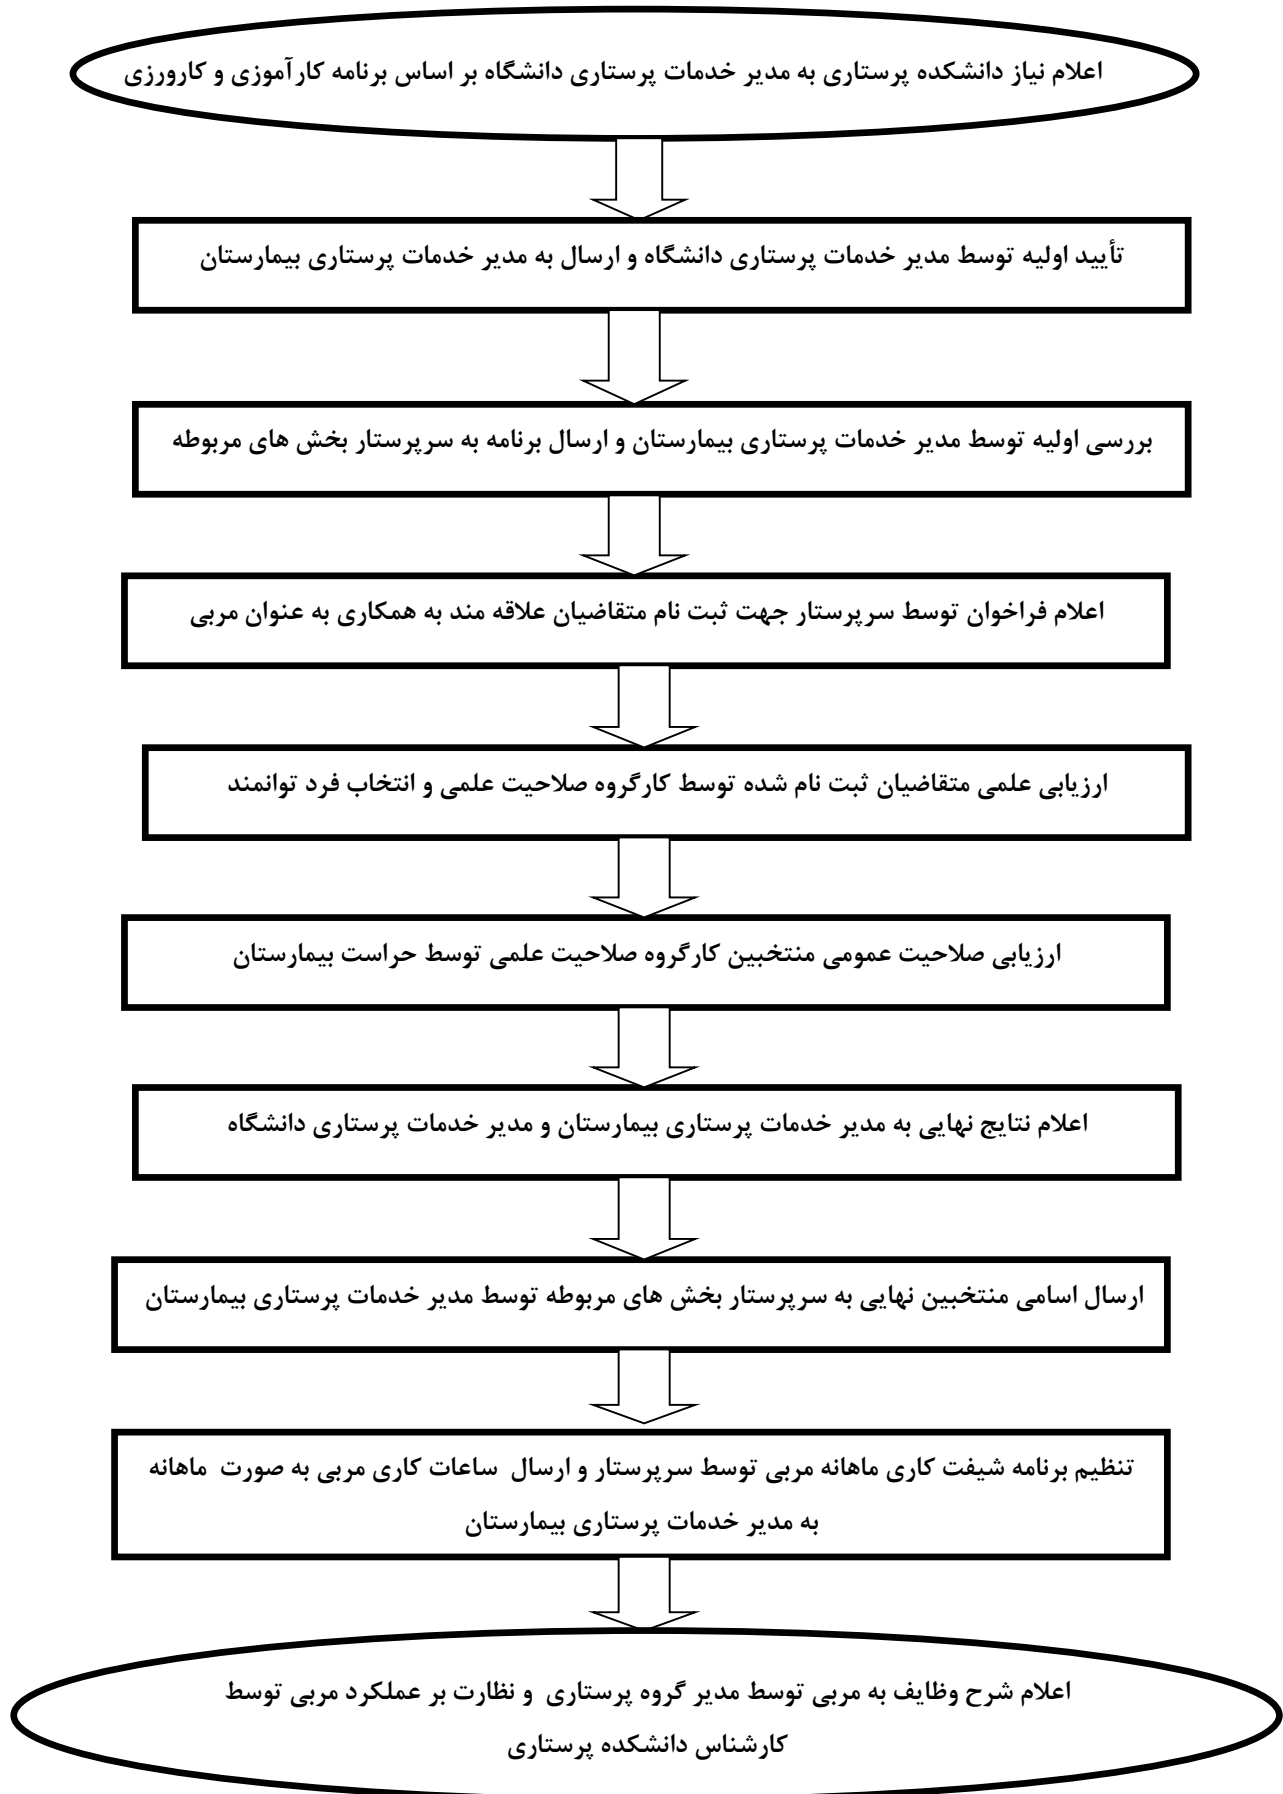 اعلام نیاز دانشکده پرستاری به مدیر خدمات پرستاری دانشگاه بر اساس برنامه کارآموزی و کارورزی
تأیید اولیه توسط مدیر خدمات پرستاری دانشگاه و ارسال به مدیر خدمات پرستاری بیمارستان
بررسی اولیه توسط مدیر خدمات پرستاری بیمارستان و ارسال برنامه به سرپرستار بخش های مربوطه
اعلام فراخوان توسط سرپرستار جهت ثبت نام متقاضیان علاقه مند به همکاری به عنوان مربی
ارزیابی علمی متقاضیان ثبت نام شده توسط کارگروه صلاحیت علمی و انتخاب فرد توانمند
ارزیابی صلاحیت عمومی منتخبین کارگروه صلاحیت علمی توسط حراست بیمارستان
اعلام نتایج نهایی به مدیر خدمات پرستاری بیمارستان و مدیر خدمات پرستاری دانشگاه
ارسال اسامی منتخبین نهایی به سرپرستار بخش های مربوطه توسط مدیر خدمات پرستاری بیمارستان
تنظیم برنامه شیفت کاری ماهانه مربی توسط سرپرستار و ارسال ساعات کاری مربی به صورت ماهانه
به مدیر خدمات پرستاری بیمارستان
اعلام شرح وظایف به مربی توسط مدیر گروه پرستاری و نظارت بر عملکرد مربی توسط
کارشناس دانشکده پرستاری